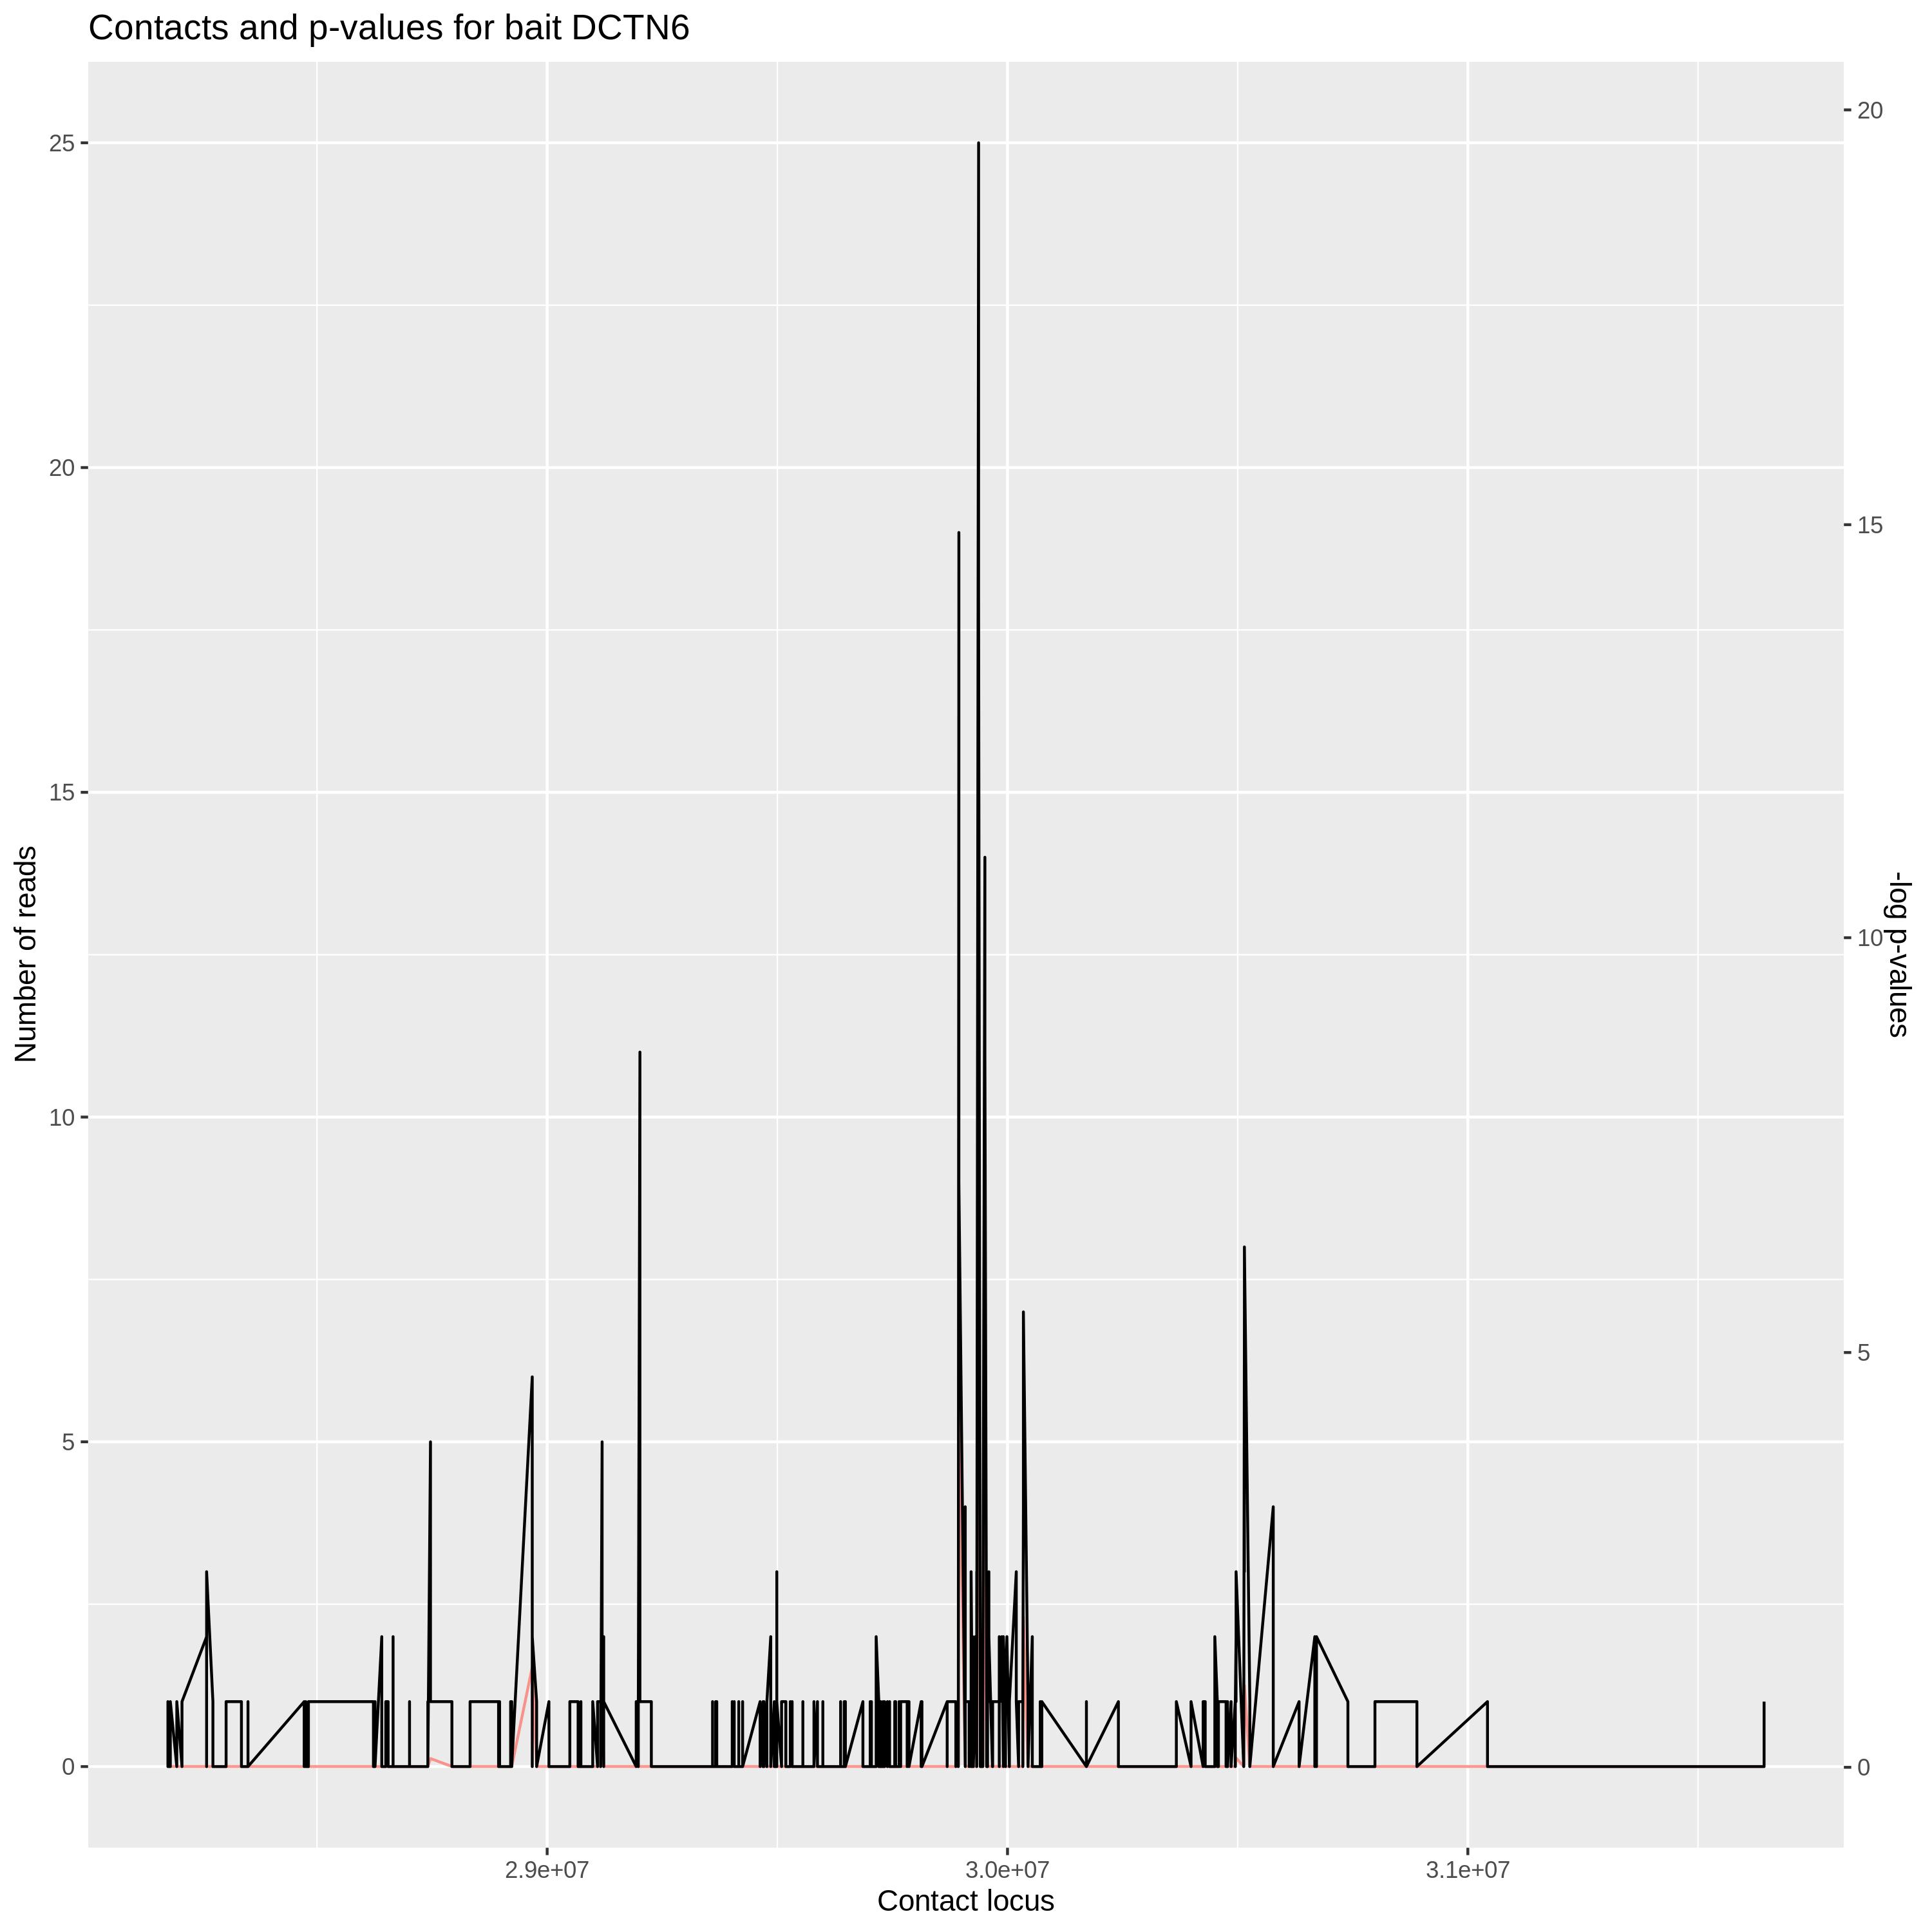 Contacts and p-values for bait DCTN6
25
20
15
10
5
0
Number of reads
20
15
10
5
0
-log p-values
2.9e+07
3.0e+07
3.1e+07
Contact locus